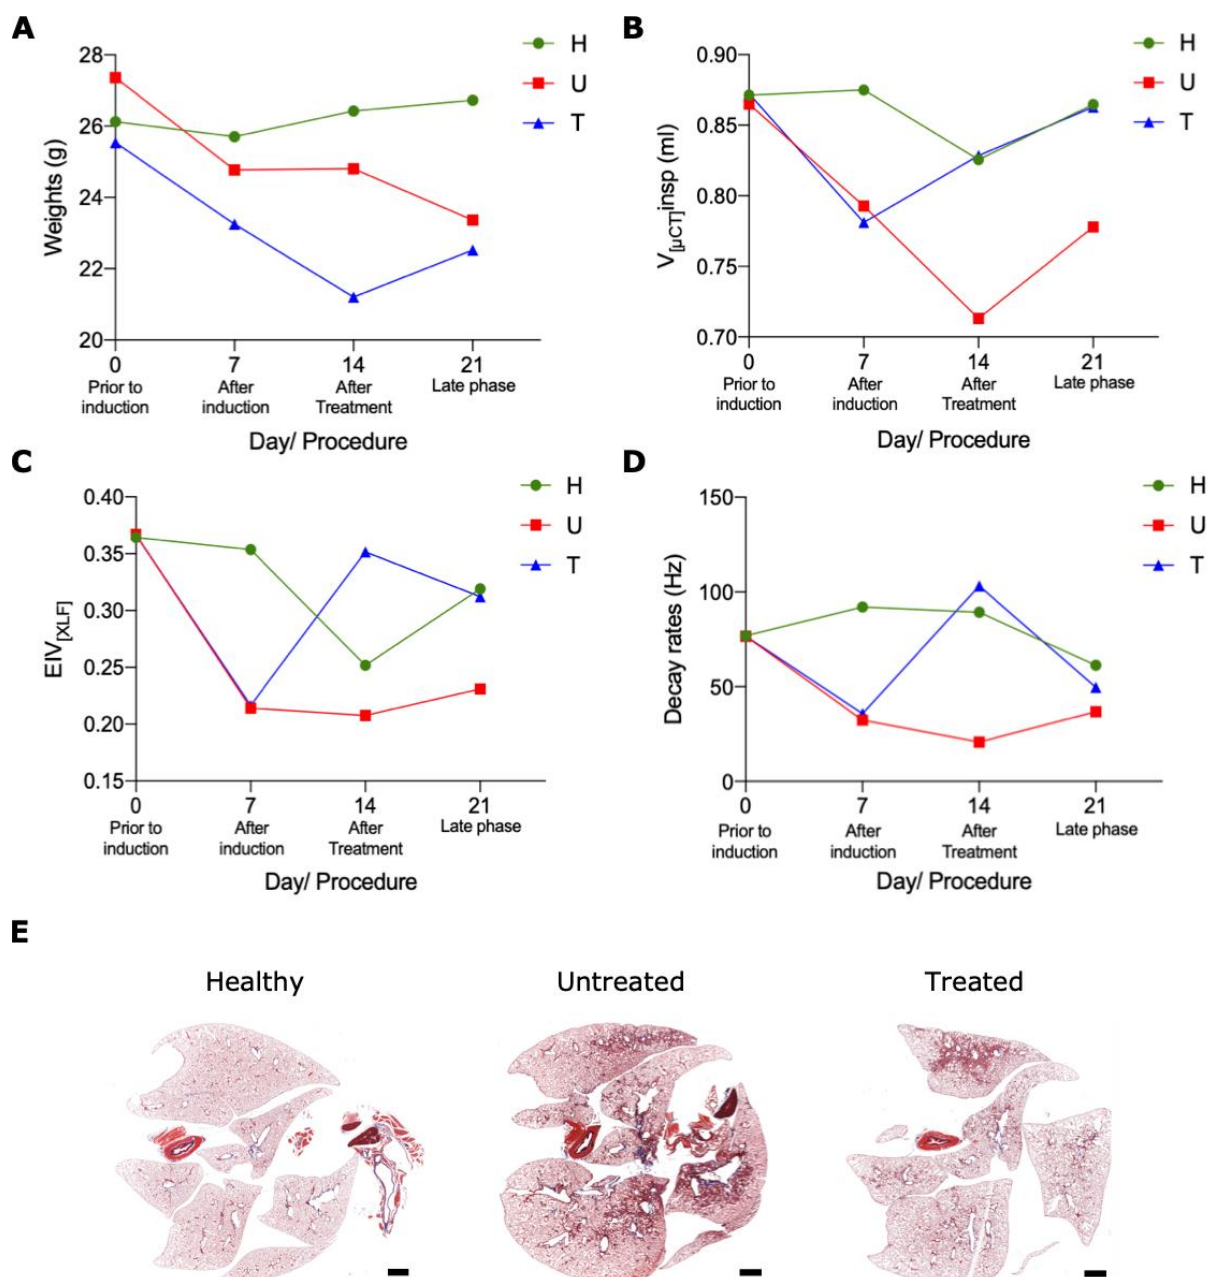 A
B
H
U
T
H
U
T
Weights (g)
28
26
24
22
20
0
7
14
21
Prior to
induction
After
induction
After
Treatment
Late phase
Day/ Procedure
V[µCT]insp (ml)
0.90
0.85
0.80
0.75
0.70
0
7
14
21
Prior to
induction
After
induction
After
Treatment
Late phase
Day/ Procedure
C
D
H
U
T
H
U
T
EIV[XLF]
0.40
0.35
0.30
0.25
0.20
0.15
0
7
14
21
Prior to
induction
After
induction
After
Treatment
Late phase
Day/ Procedure
Decay rates (Hz)
150
100
50
0
0
7
14
21
Prior to
induction
After
induction
After
Treatment
Late phase
Day/ Procedure
E
Healthy
Untreated
Treated